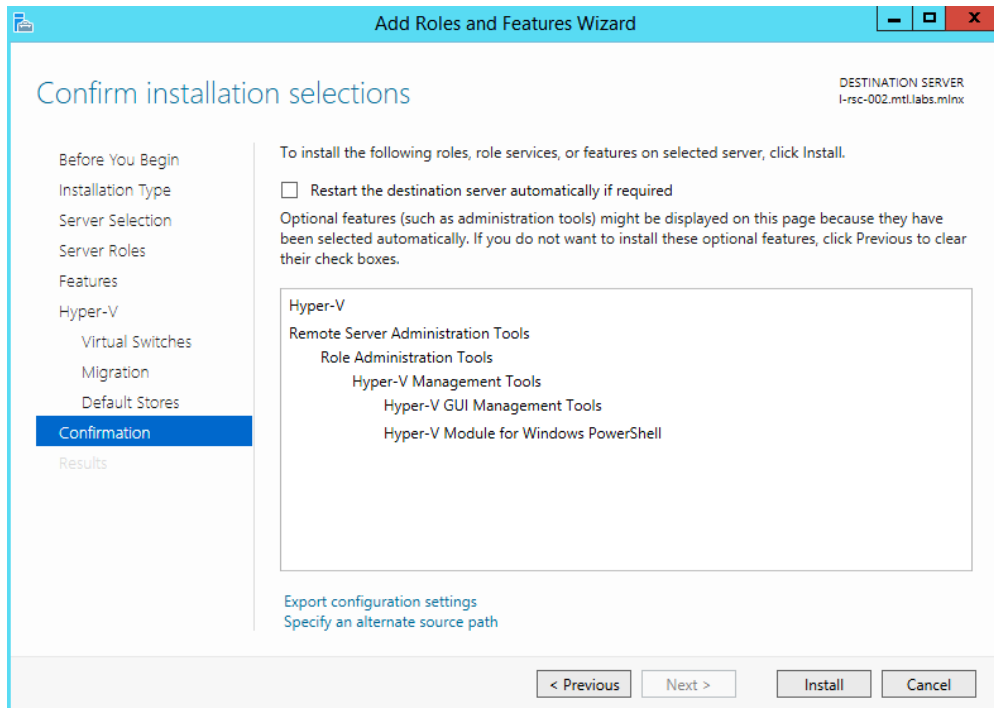 Add Roles and Features Wizard
Confirm installation selections
DESTINATION SERVER
l-rsc-002.mtl.labs.mlnx
Before You Begin
Installation Type
Server Selection
Server Roles
Features
Hyper-V
Virtual Switches
Migration
Default Stores
Confirmation
Results
To install the following roles, role services, or features on selected server, click Install.
Restart the destination server automatically if required
Optional features (such as administration tools) might be displayed on this page because they have
been selected automatically. If you do not want to install these optional features, click Previous to clear
their check boxes.
Hyper-V
Remote Server Administration Tools
Role Administration Tools
Hyper-V Management Tools
Hyper-V GUI Management Tools
Hyper-V Module for Windows PowerShell
Export configuration settings
Specify an alternate source path
< Previous
Next >
Install
Cancel